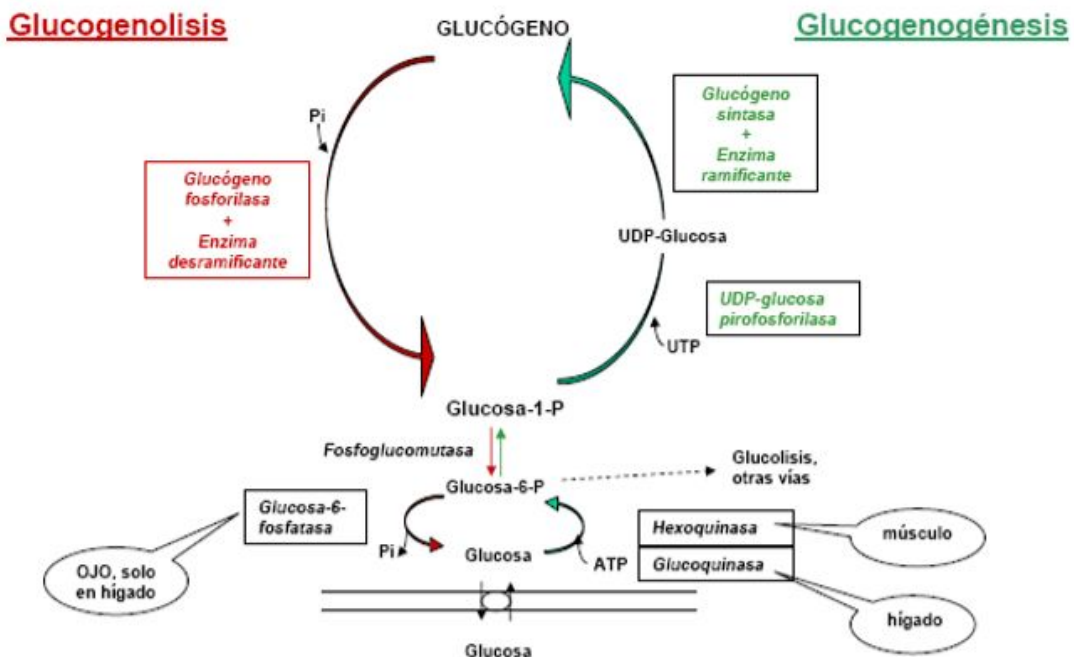 Glucogenolisis
Glucogenogénesis
GLUCÓGENO
Pi
Glucógeno
fosforilasa
+
Enzima
desramificante
Glucógeno
sintasa
+
Enzima
ramificante
UDP-Glucosa
UDP-glucosa
pirofosforilasa
UTP
Glucosa-1-P
Fosfoglucomutasa
Glucosa-6-P
Glucolisis,
otras vías
Glucosa-6-
fosfatasa
Pi
Glucosa
ATP
Hexoquinasa
Glucoquinasa
músculo
OJO, solo
en hígado
hígado
Glucosa